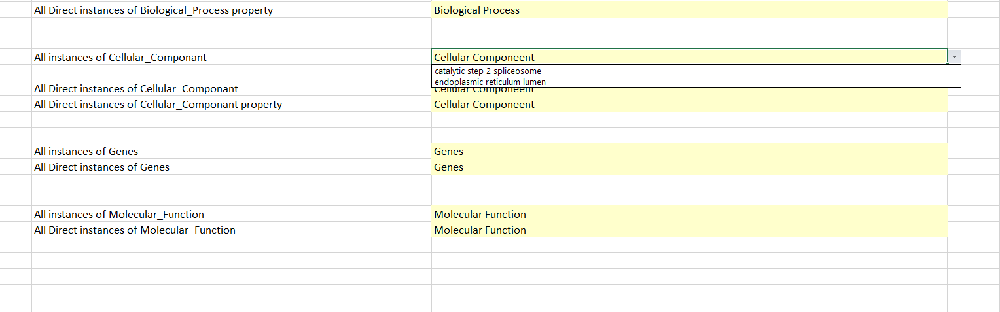 All Direct instances of Biological_Process property Biological Process
All instances of Cellular_Componant Cellular Componeent
catalytic step 2 spliceosome
endoplasmic reticulum lumen
All Direct instances of Cellular_Componant Cellular Componeent
All Direct instances of Cellular_Componant property Cellular Componeent
All instances of Genes Genes
All Direct instances of Genes Genes
All instances of Molecular_Function Molecular Function
All Direct instances of Molecular_Function Molecular Function